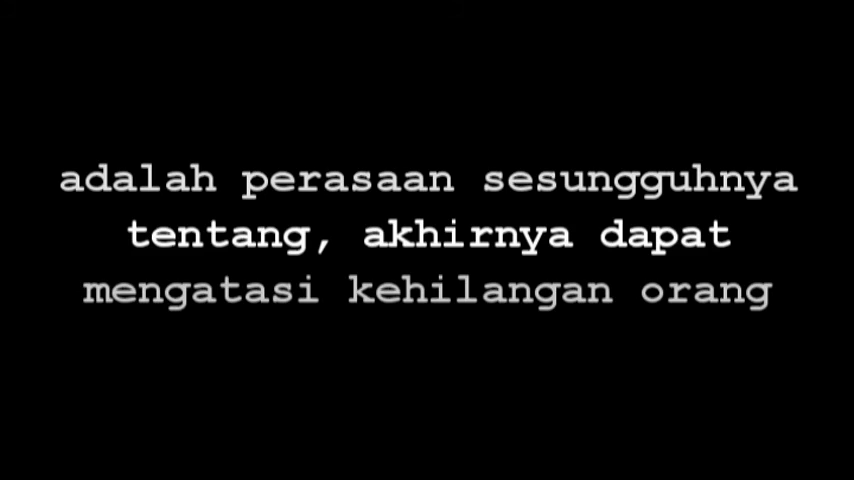 adalah perasaan sesungguhnya
tentang, akhirnya dapat
mengatasi kehilangan orang